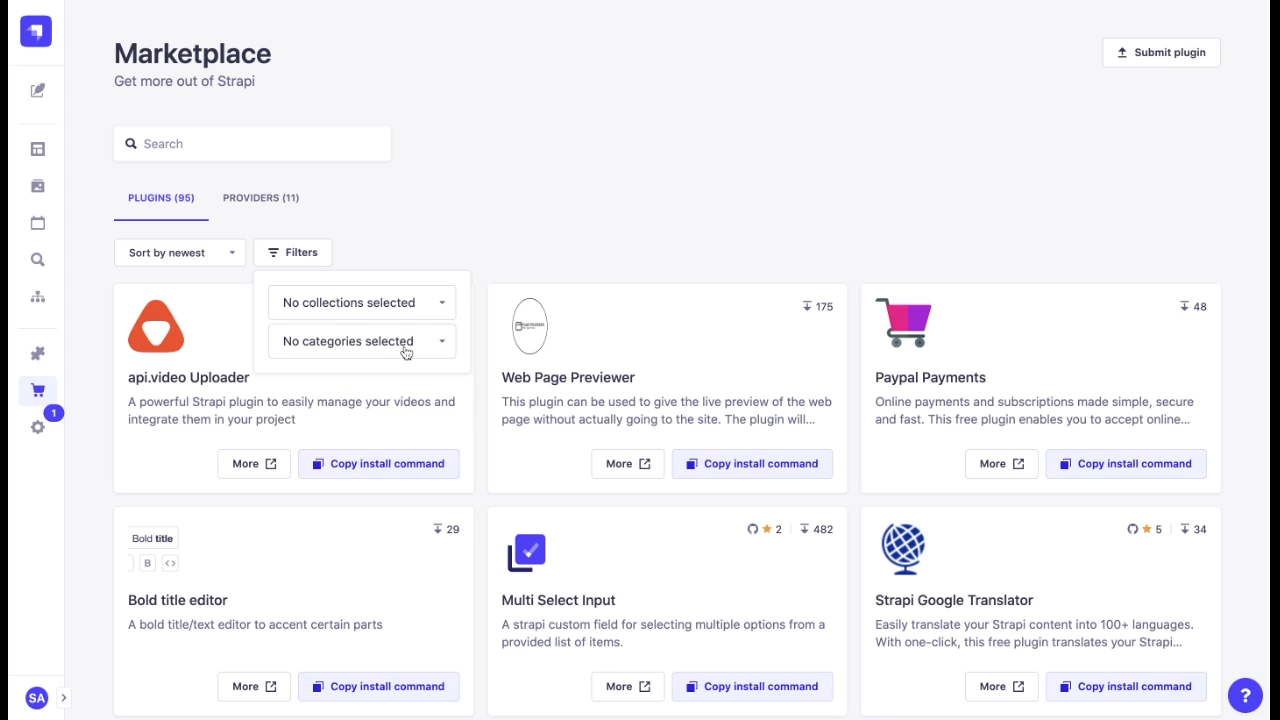 Marketplace
Get more out of Strapi
Submit plugin
Search
PLUGINS (95)
PROVIDERS (11)
Sort by newest
Filters
No collections selected
No categories selected
api.video Uploader
A powerful Strapi plugin to easily manage your videos and
integrate them in your project
More
Copy install command
175
Web Page Previewer
This plugin can be used to give the live preview of the web
page without actually going to the site. The plugin will...
More
Copy install command
48
Paypal Payments
Online payments and subscriptions made simple, secure
and fast. This free plugin enables you to accept online...
More
Copy install command
1
Bold title
B
29
Bold title editor
A bold title/text editor to accent certain parts
More
Copy install command
2
482
Multi Select Input
A strapi custom field for selecting multiple options from a
provided list of items.
More
Copy install command
5
34
Strapi Google Translator
Easily translate your Strapi content into 100+ languages.
With one-click, this free plugin translates your Strapi...
More
Copy install command
SA
?